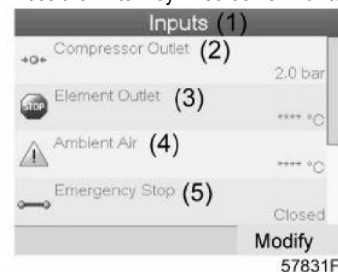 Inputs (1)
Compressor Outlet (2)
2.0 bar
STOP
Element Outlet (3)
**** °C
Ambient Air (4)
**** °C
Emergency Stop (5)
Closed
Modify
57831F